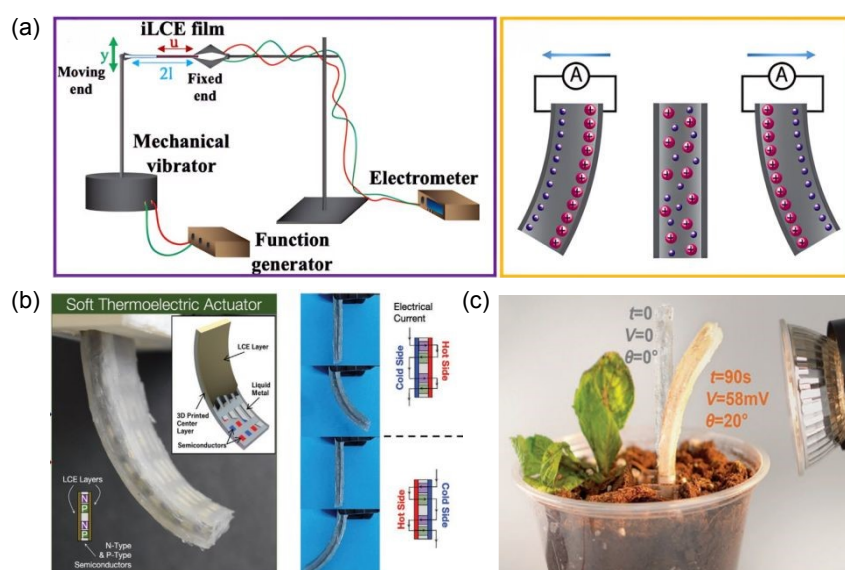 (a)
iLCE film
y
u
2l
Moving
end
Fixed
end
Mechanical
vibrator
Electrometer
Function
generator
A
A
+
(b)
Soft Thermoelectric Actuator
LCE Layer
Liquid
Metal
3D Printed
Center
Layer
Semiconductors
LCE Layers
N
P
N
P
N-Type
& P-Type
Semiconductors
Electrical
Current
Cold Side
Hot Side
Hot Side
Cold Side
(c)
t=0
V=0
θ=0°
t=90s
V=58mV
θ=20°